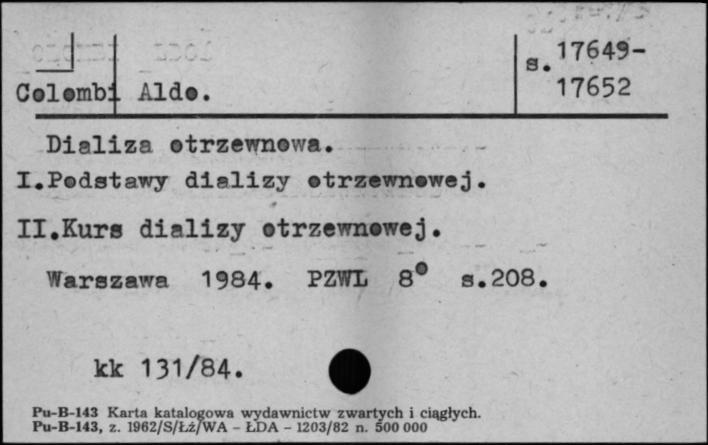 s. 17649-
17652
Colombi Aldo.
Dializa otrzewnowa.
I.Podstawy dializy otrzewnowej.
II.Kurs dializy otrzewnowej.
Warszawa 1984. PZWL 8° s.208.
kk 131/84.
Pu-B-143 Karta katalogowa wydawnictw zwartych i ciągłych.
Pu-B-143, z. 1962/S/Łż/WA - ŁDA - 1203/82 n. 500 000